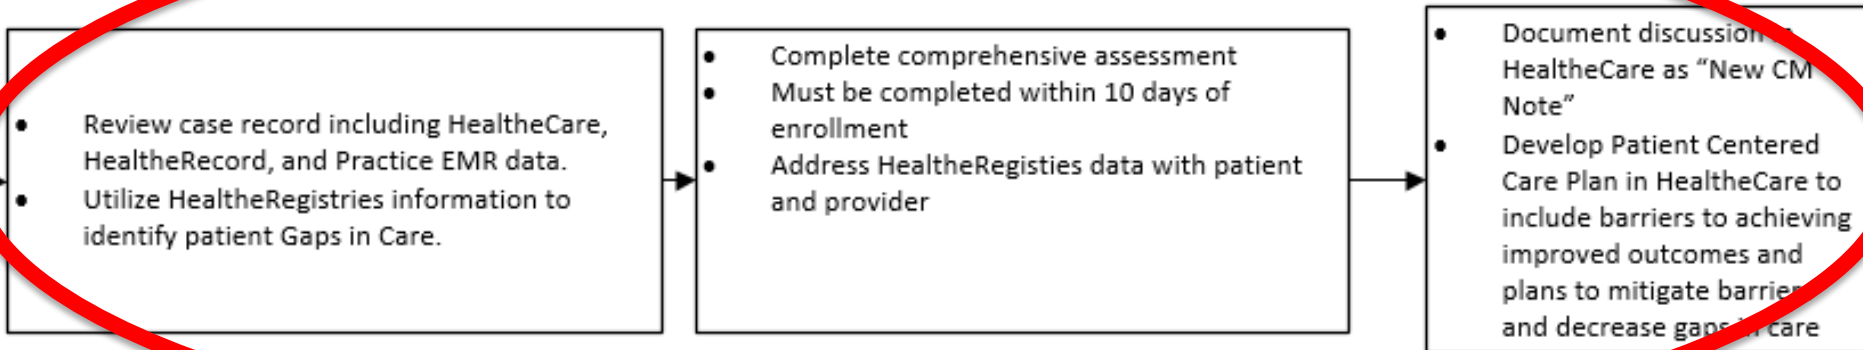 Review case record including HealtheCare,
HealtheRecord, and Practice EMR data.
Utilize HealtheRegistries information to
identify patient Gaps in Care.
Complete comprehensive assessment
Must be completed within 10 days of
enrollment
Address HealtheRegisties data with patient
and provider
Document discussion
HealtheCare as “New CM
Note”
Develop Patient Centered
Care Plan in HealtheCare to
include barriers to achieving
improved outcomes and
plans to mitigate
and decrease gaps in care